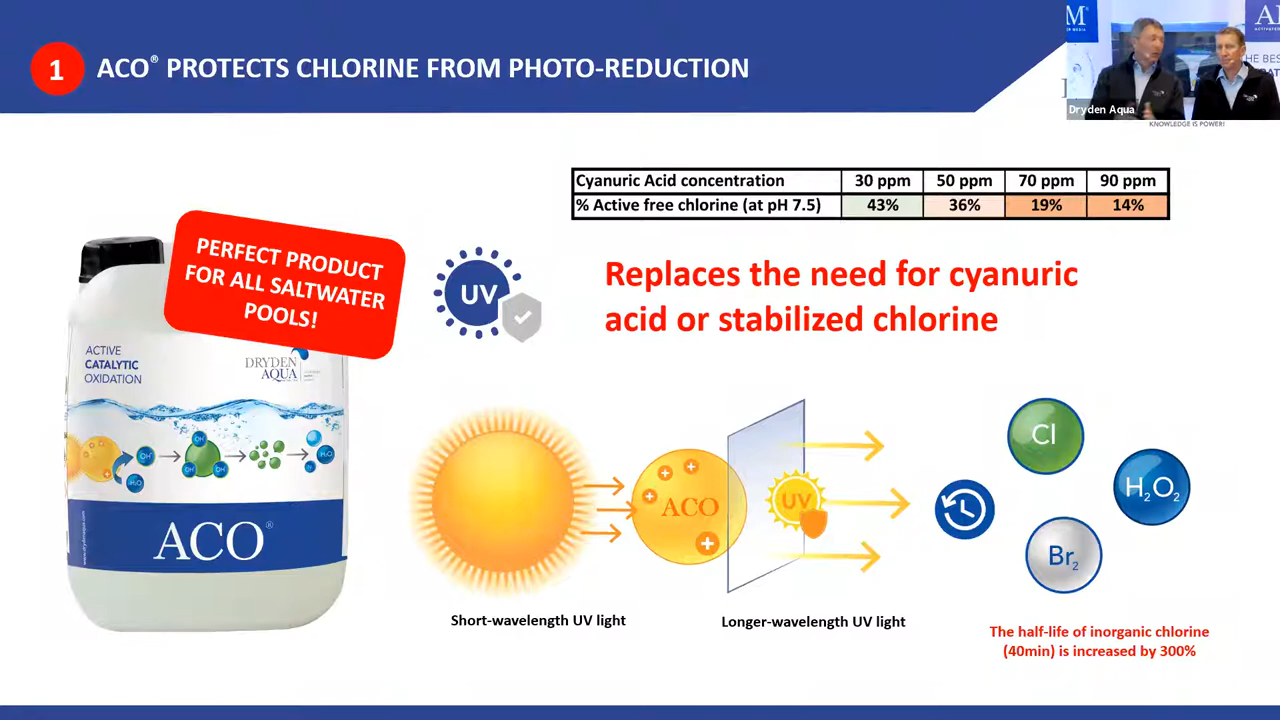 1
ACO® PROTECTS CHLORINE FROM PHOTO-REDUCTION
Dryden Aqua
KNOWLEDGE IS POWER!
Cyanuric Acid concentration 30 ppm 50 ppm 70 ppm 90 ppm
% Active free chlorine (at pH 7.5) 43% 36% 19% 14%
PERFECT PRODUCT
FOR ALL SALTWATER
POOLS!
UV
Replaces the need for cyanuric
acid or stabilized chlorine
ACTIVE
CATALYTIC
OXIDATION
DRYDEN
AQUA
ACO®
ACO
UV
Cl
H2O2
Br2
Short-wavelength UV light
Longer-wavelength UV light
The half-life of inorganic chlorine
(40min) is increased by 300%